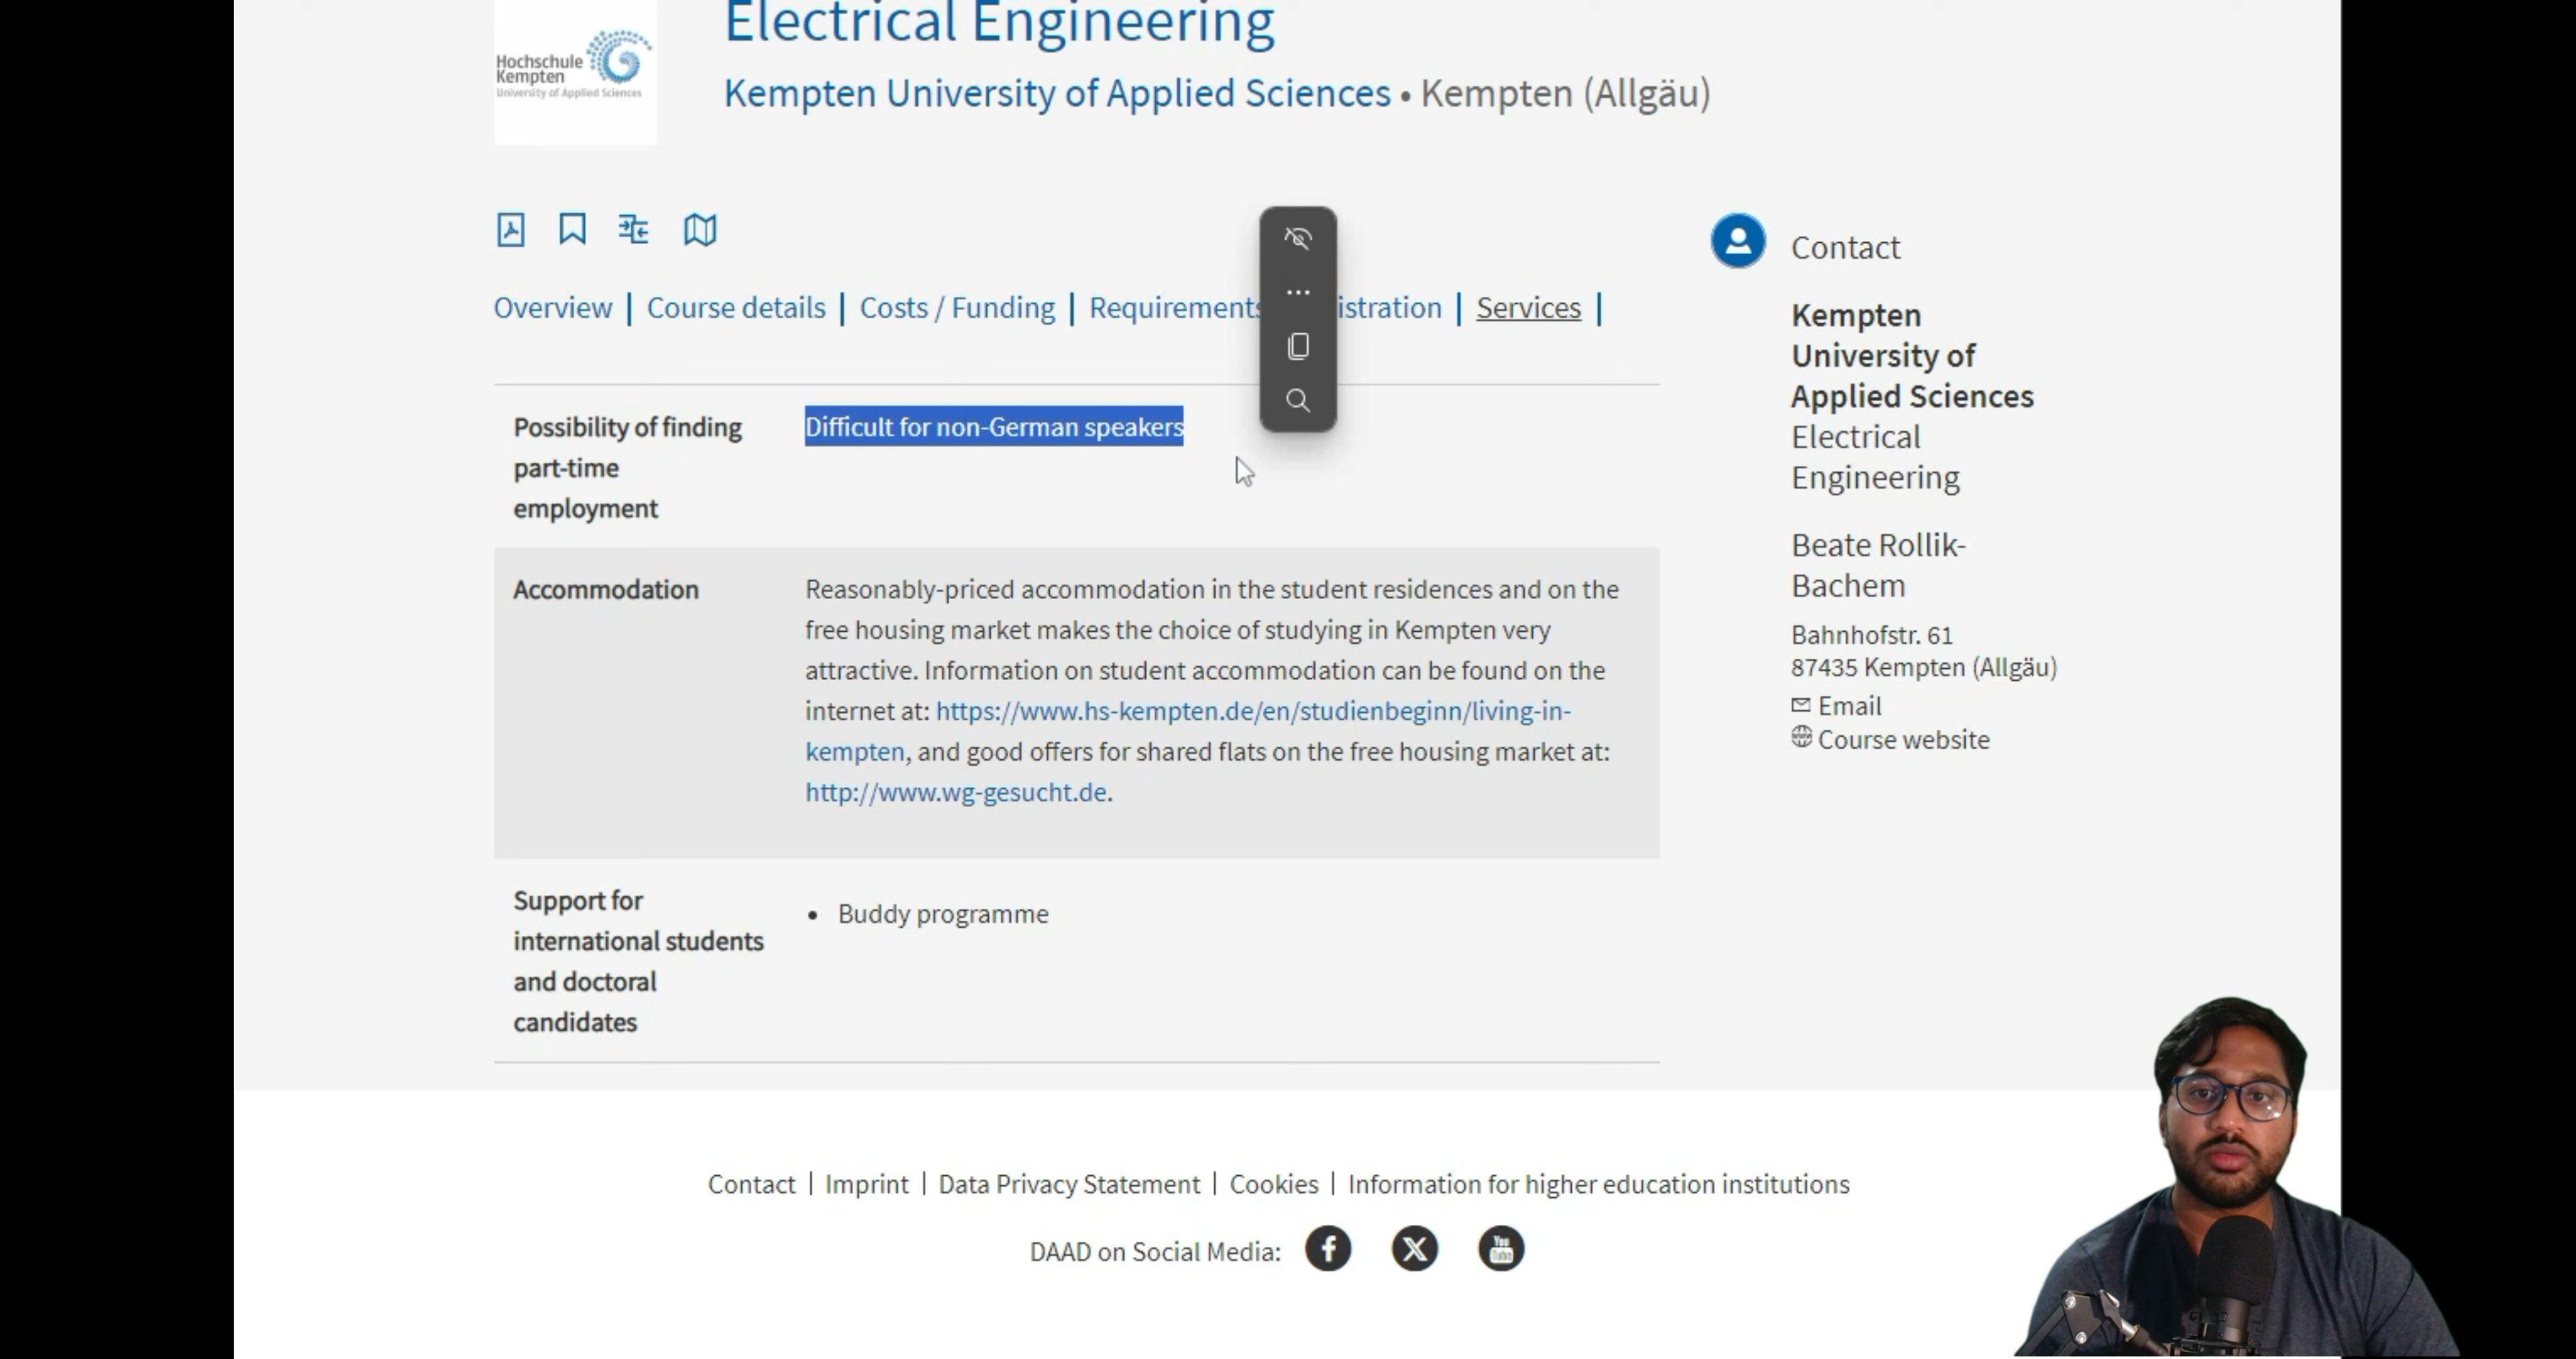 Electrical Engineering
Hochschule
Kempten
University of Applied Sciences
Kempten University of Applied Sciences • Kempten (Allgäu)
Overview | Course details | Costs / Funding | Requirements istration | Services |
Possibility of finding
part-time
employment
Difficult for non-German speakers
Accommodation
Reasonably-priced accommodation in the student residences and on the
free housing market makes the choice of studying in Kempten very
attractive. Information on student accommodation can be found on the
internet at: https://www.hs-kempten.de/en/studienbeginn/living-in-
kempten, and good offers for shared flats on the free housing market at:
http://www.wg-gesucht.de.
Support for
international students
and doctoral
candidates
• Buddy programme
Contact
Kempten
University of
Applied Sciences
Electrical
Engineering
Beate Rollik-
Bachem
Bahnhofstr. 61
87435 Kempten (Allgäu)
Email
Course website
Contact | Imprint | Data Privacy Statement | Cookies | Information for higher education institutions
DAAD on Social Media:
You
Tube